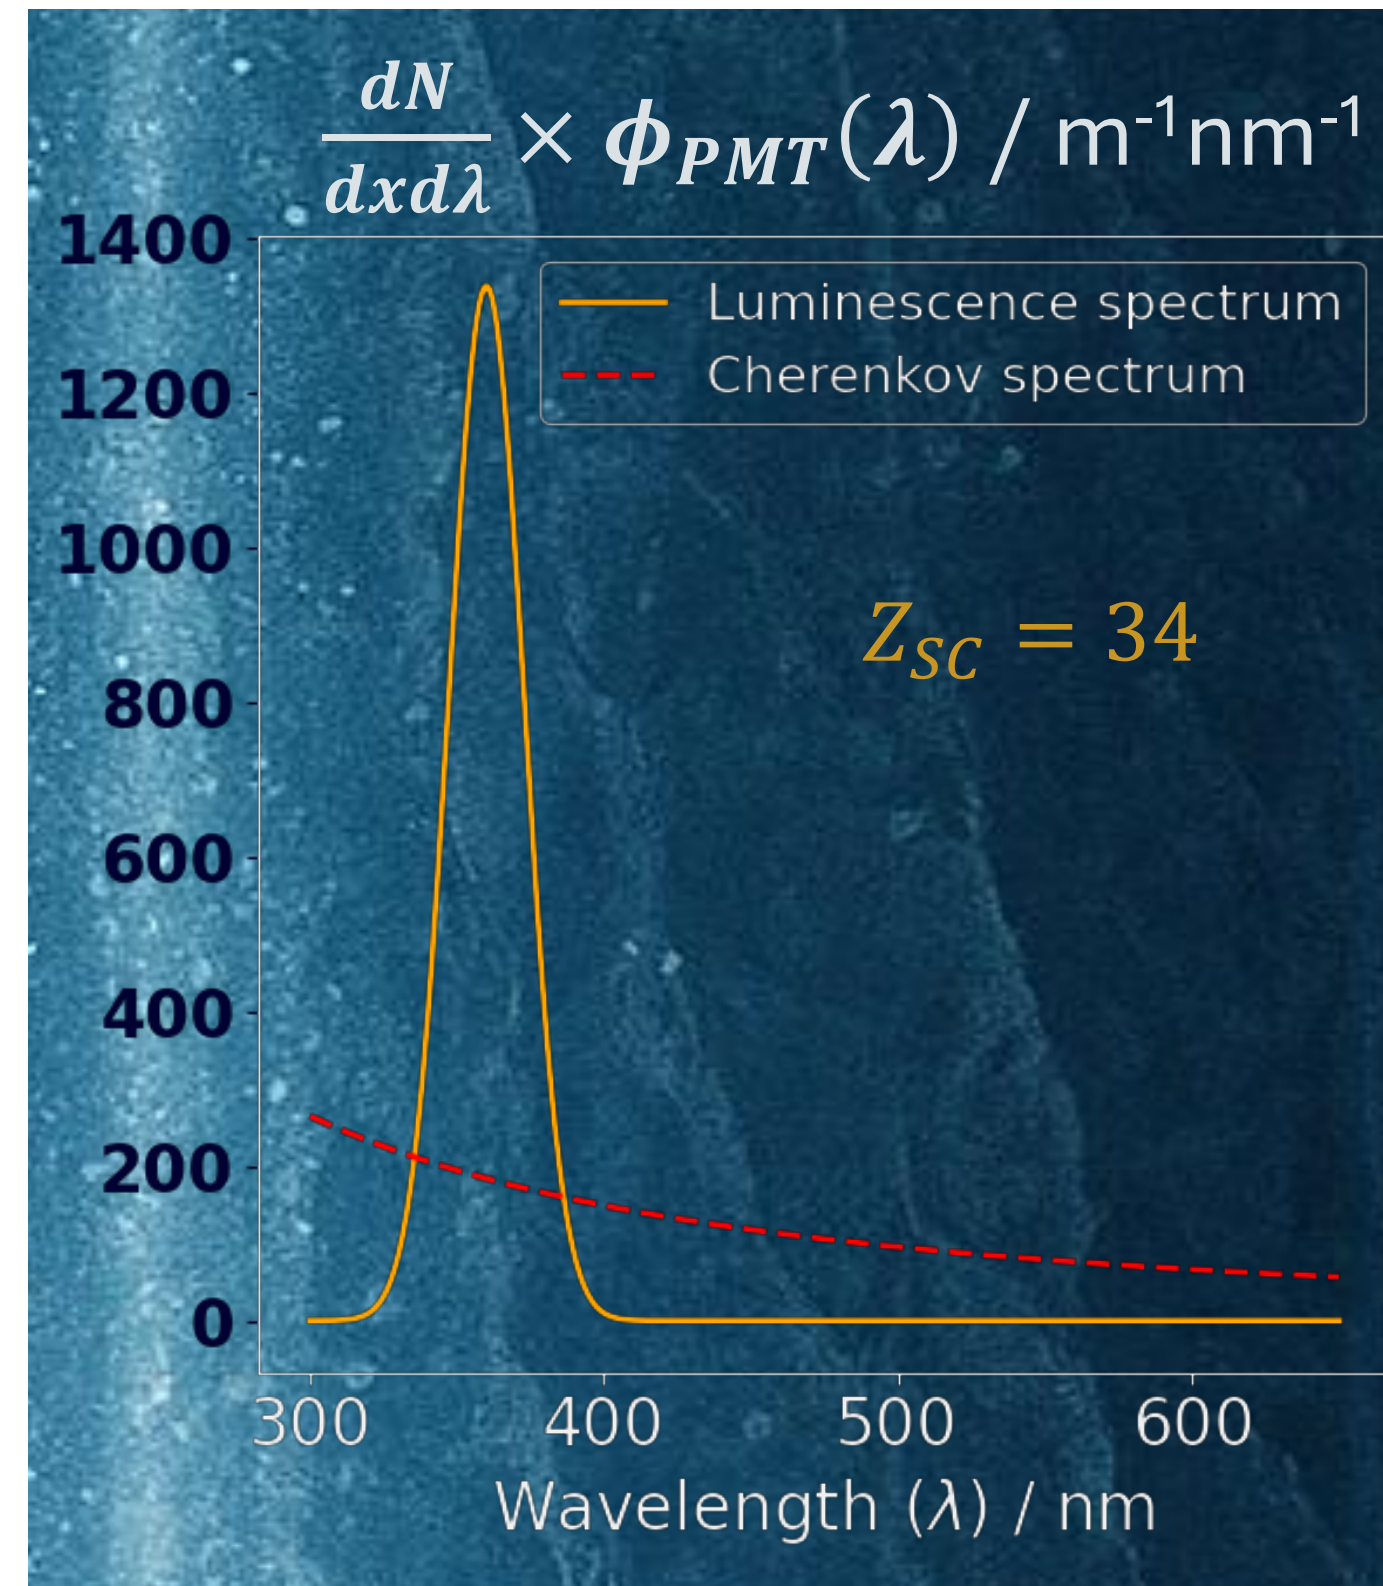 dN
dxdλ
× ϕPMT(λ) / m-1nm-1
1400
Luminescence spectrum
Cherenkov spectrum
1200
1000
ZSC = 34
800
600
400
200
0
300 400 500 600
Wavelength (λ) / nm